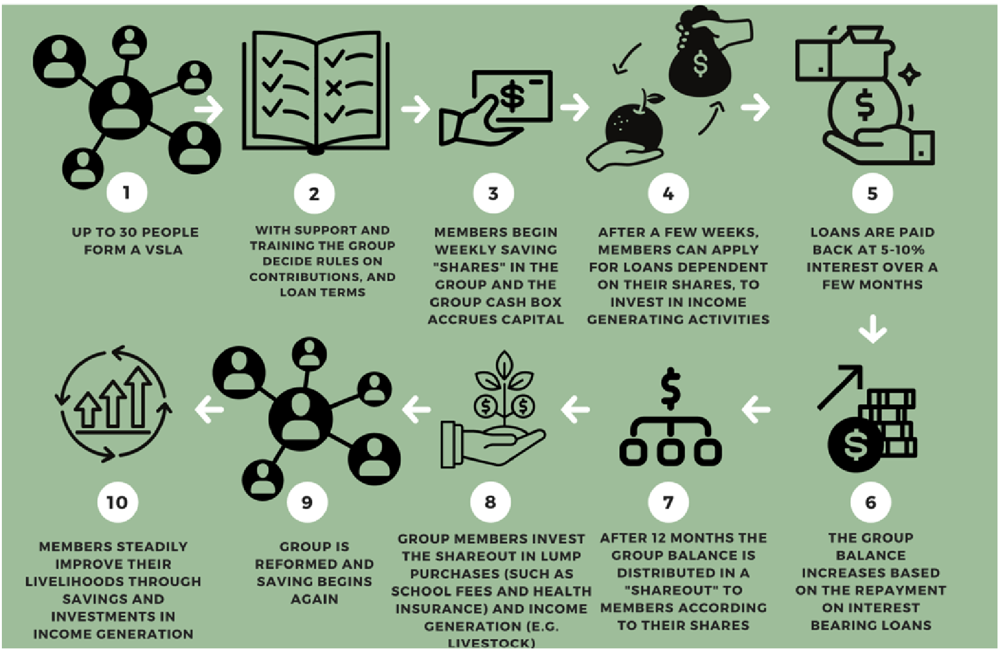 1
UP TO 30 PEOPLE
FORM A VSLA
2
WITH SUPPORT AND
TRAINING THE GROUP
DECIDE RULES ON
CONTRIBUTIONS, AND
LOAN TERMS
$
3
MEMBERS BEGIN
WEEKLY SAVING
"SHARES" IN THE
GROUP AND THE
GROUP CASH BOX
ACCRUES CAPITAL
$
4
AFTER A FEW WEEKS,
MEMBERS CAN APPLY
FOR LOANS DEPENDENT
ON THEIR SHARES, TO
INVEST IN INCOME
GENERATING ACTIVITIES
$
5
LOANS ARE PAID
BACK AT 5-10%
INTEREST OVER A
FEW MONTHS
$
6
THE GROUP
BALANCE
INCREASES BASED
ON THE REPAYMENT
ON INTEREST
BEARING LOANS
$
7
AFTER 12 MONTHS THE
GROUP BALANCE IS
DISTRIBUTED IN A
"SHAREOUT" TO
MEMBERS ACCORDING
TO THEIR SHARES
$ $
8
GROUP MEMBERS INVEST
THE SHAREOUT IN LUMP
PURCHASES (SUCH AS
SCHOOL FEES AND HEALTH
INSURANCE) AND INCOME
GENERATION (E.G.
LIVESTOCK)
9
GROUP IS
REFORMED AND
SAVING BEGINS
AGAIN
10
MEMBERS STEADILY
IMPROVE THEIR
LIVELIHOODS THROUGH
SAVINGS AND
INVESTMENTS IN
INCOME GENERATION